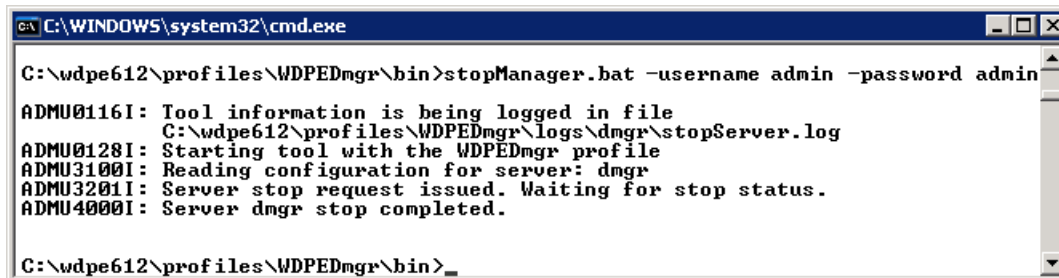 C:\WINDOWS\system32\cmd.exe
C:\wdpe612\profiles\WDPEDmgr\bin>stopManager.bat -username admin -password admin
ADMU0116I: Tool information is being logged in file
C:\wdpe612\profiles\WDPEDmgr\logs\dmgr\stopServer.log
ADMU0128I: Starting tool with the WDPEDmgr profile
ADMU3100I: Reading configuration for server: dmgr
ADMU3201I: Server stop request issued. Waiting for stop status.
ADMU4000I: Server dmgr stop completed.
C:\wdpe612\profiles\WDPEDmgr\bin>_